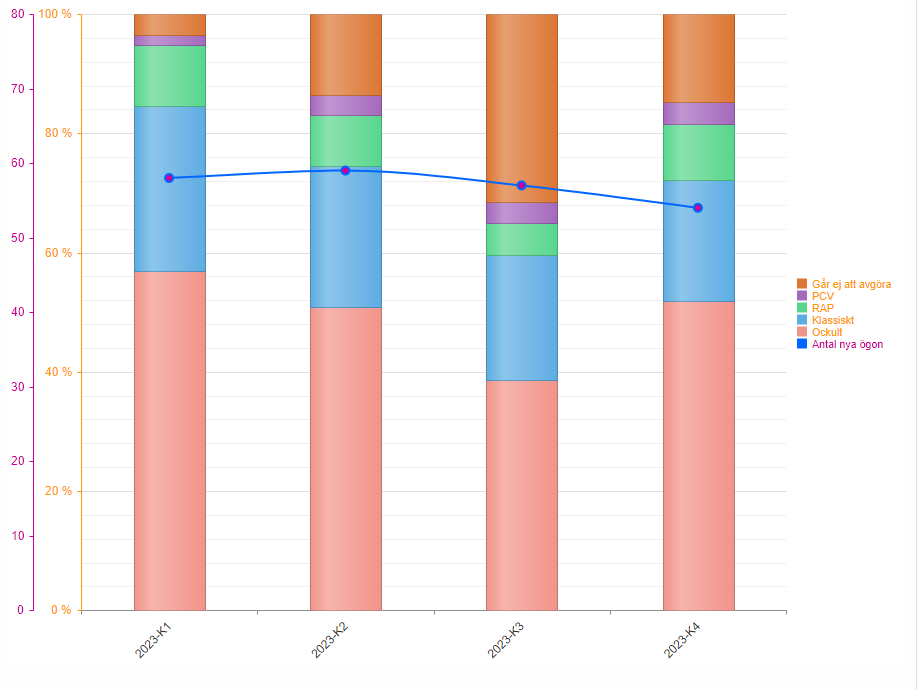 80
70
60
50
40
30
20
10
0
100 %
80 %
60 %
40 %
20 %
0 %
2023-K1
2023-K2
2023-K3
2023-K4
Går ej att avgöra
PCV
RAP
Klassiskt
Ockult
Antal nya ögon